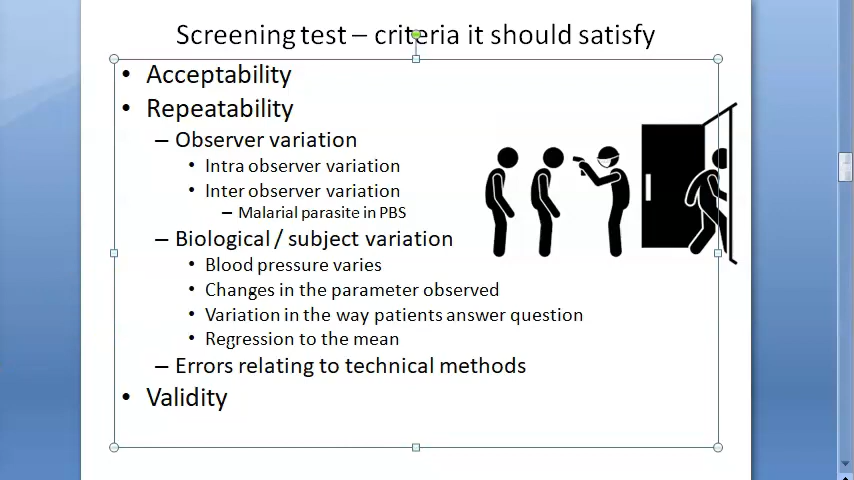 Screening test – criteria it should satisfy
• Acceptability
• Repeatability
– Observer variation
• Intra observer variation
• Inter observer variation
– Malarial parasite in PBS
– Biological / subject variation
• Blood pressure varies
• Changes in the parameter observed
• Variation in the way patients answer question
• Regression to the mean
– Errors relating to technical methods
• Validity